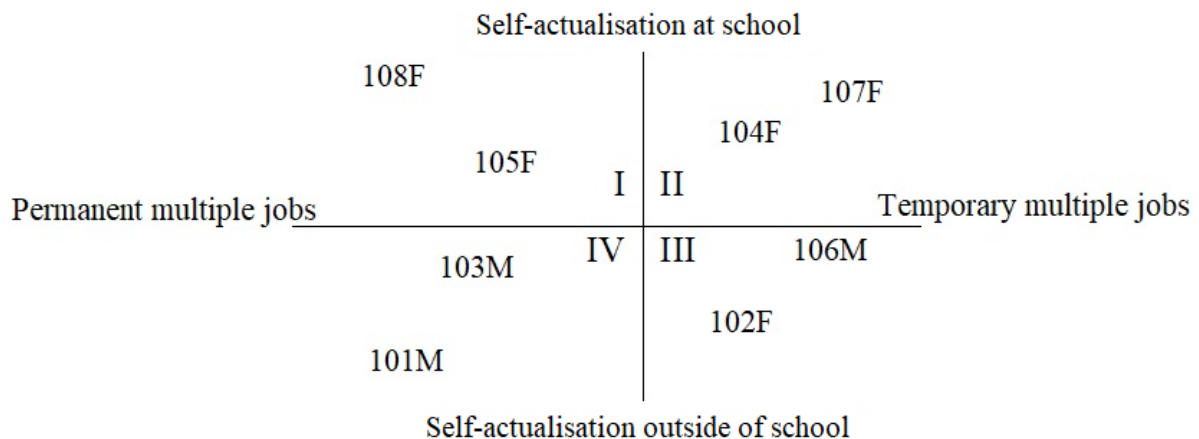 Self-actualisation at school
108F
107F
104F
105F
I II
Permanent multiple jobs
Temporary multiple jobs
IV III
106M
103M
102F
101M
Self-actualisation outside of school